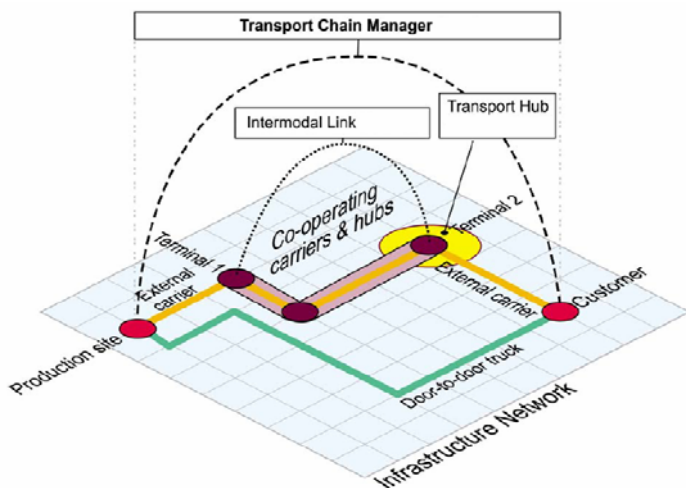 Transport Chain Manager
Transport Hub
Intermodal Link
Co-operating
carriers & hubs
Terminal 2
Terminal 1
External
carrier
External carrier
Customer
Production site
Door-to-door truck
Infrastructure Network